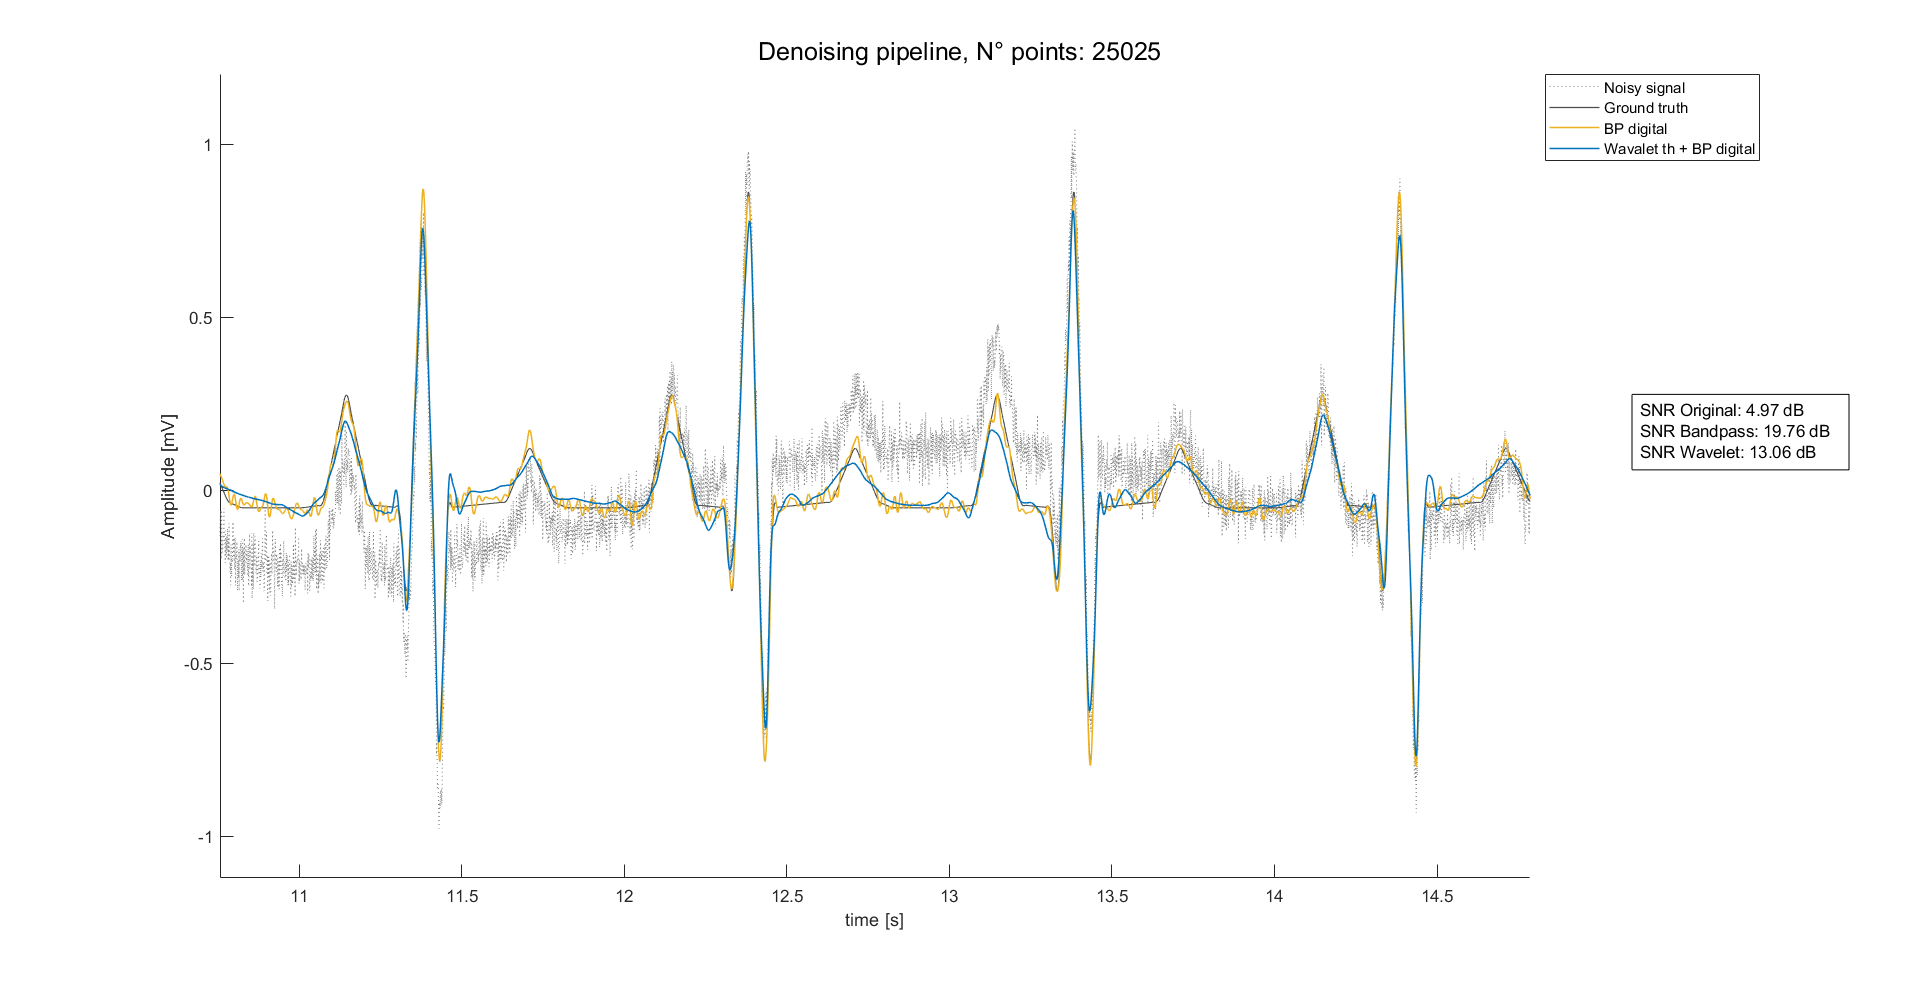 Denoising pipeline, N° points: 25025
Noisy signal
Ground truth
BP digital
Wavalet th + BP digital
1
0.5
0
-0.5
-1
Amplitude [mV]
SNR Original: 4.97 dB
SNR Bandpass: 19.76 dB
SNR Wavelet: 13.06 dB
11
11.5
12
12.5
13
13.5
14
14.5
time [s]